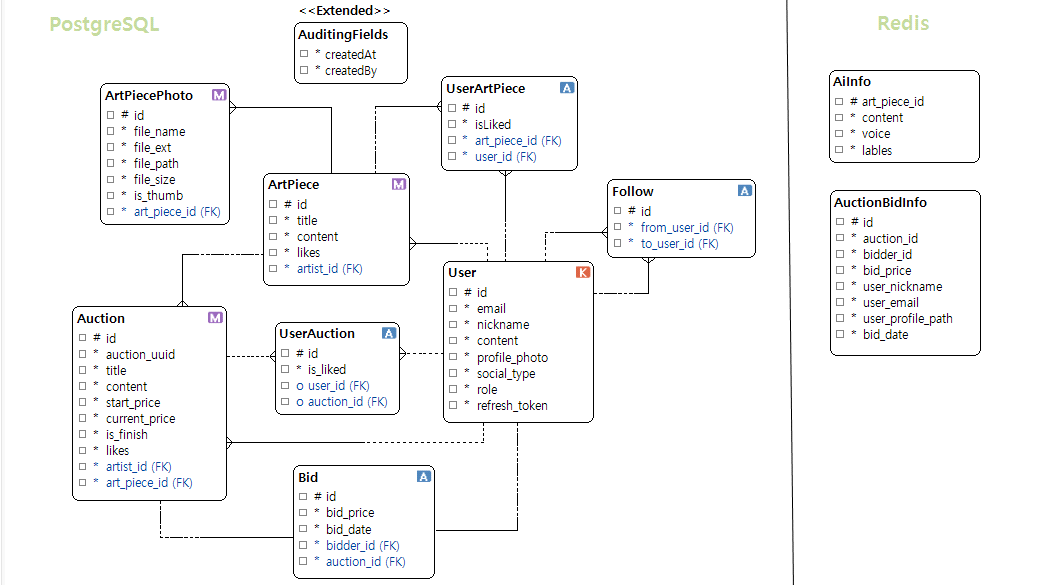 PostgreSQL
<<Extended>>
AuditingFields
* createdAt
* createdBy
ArtPiecePhoto M
# id
* file_name
* file_ext
* file_path
* file_size
* is_thumb
* art_piece_id (FK)
UserArtPiece A
# id
* isLiked
* art_piece_id (FK)
* user_id (FK)
ArtPiece M
# id
* title
* content
* likes
* artist_id (FK)
Follow A
# id
* from_user_id (FK)
* to_user_id (FK)
User K
# id
* email
* nickname
* content
* profile_photo
* social_type
* role
* refresh_token
Auction M
# id
* auction_uuid
* title
* content
* start_price
* current_price
* is_finish
* likes
* artist_id (FK)
* art_piece_id (FK)
UserAuction A
# id
* is_liked
o user_id (FK)
o auction_id (FK)
Bid A
# id
* bid_price
* bid_date
* bidder_id (FK)
* auction_id (FK)
Redis
AiInfo
# art_piece_id
* content
* voice
* lables
AuctionBidInfo
# id
* auction_id
* bidder_id
* bid_price
* user_nickname
* user_email
* user_profile_path
* bid_date